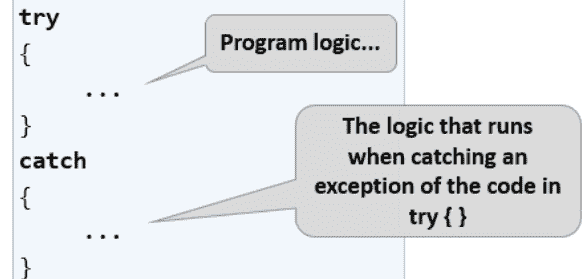 try
{
Program logic...
...
}
catch
{
The logic that runs
when catching an
exception of the code in
try { }
...
}